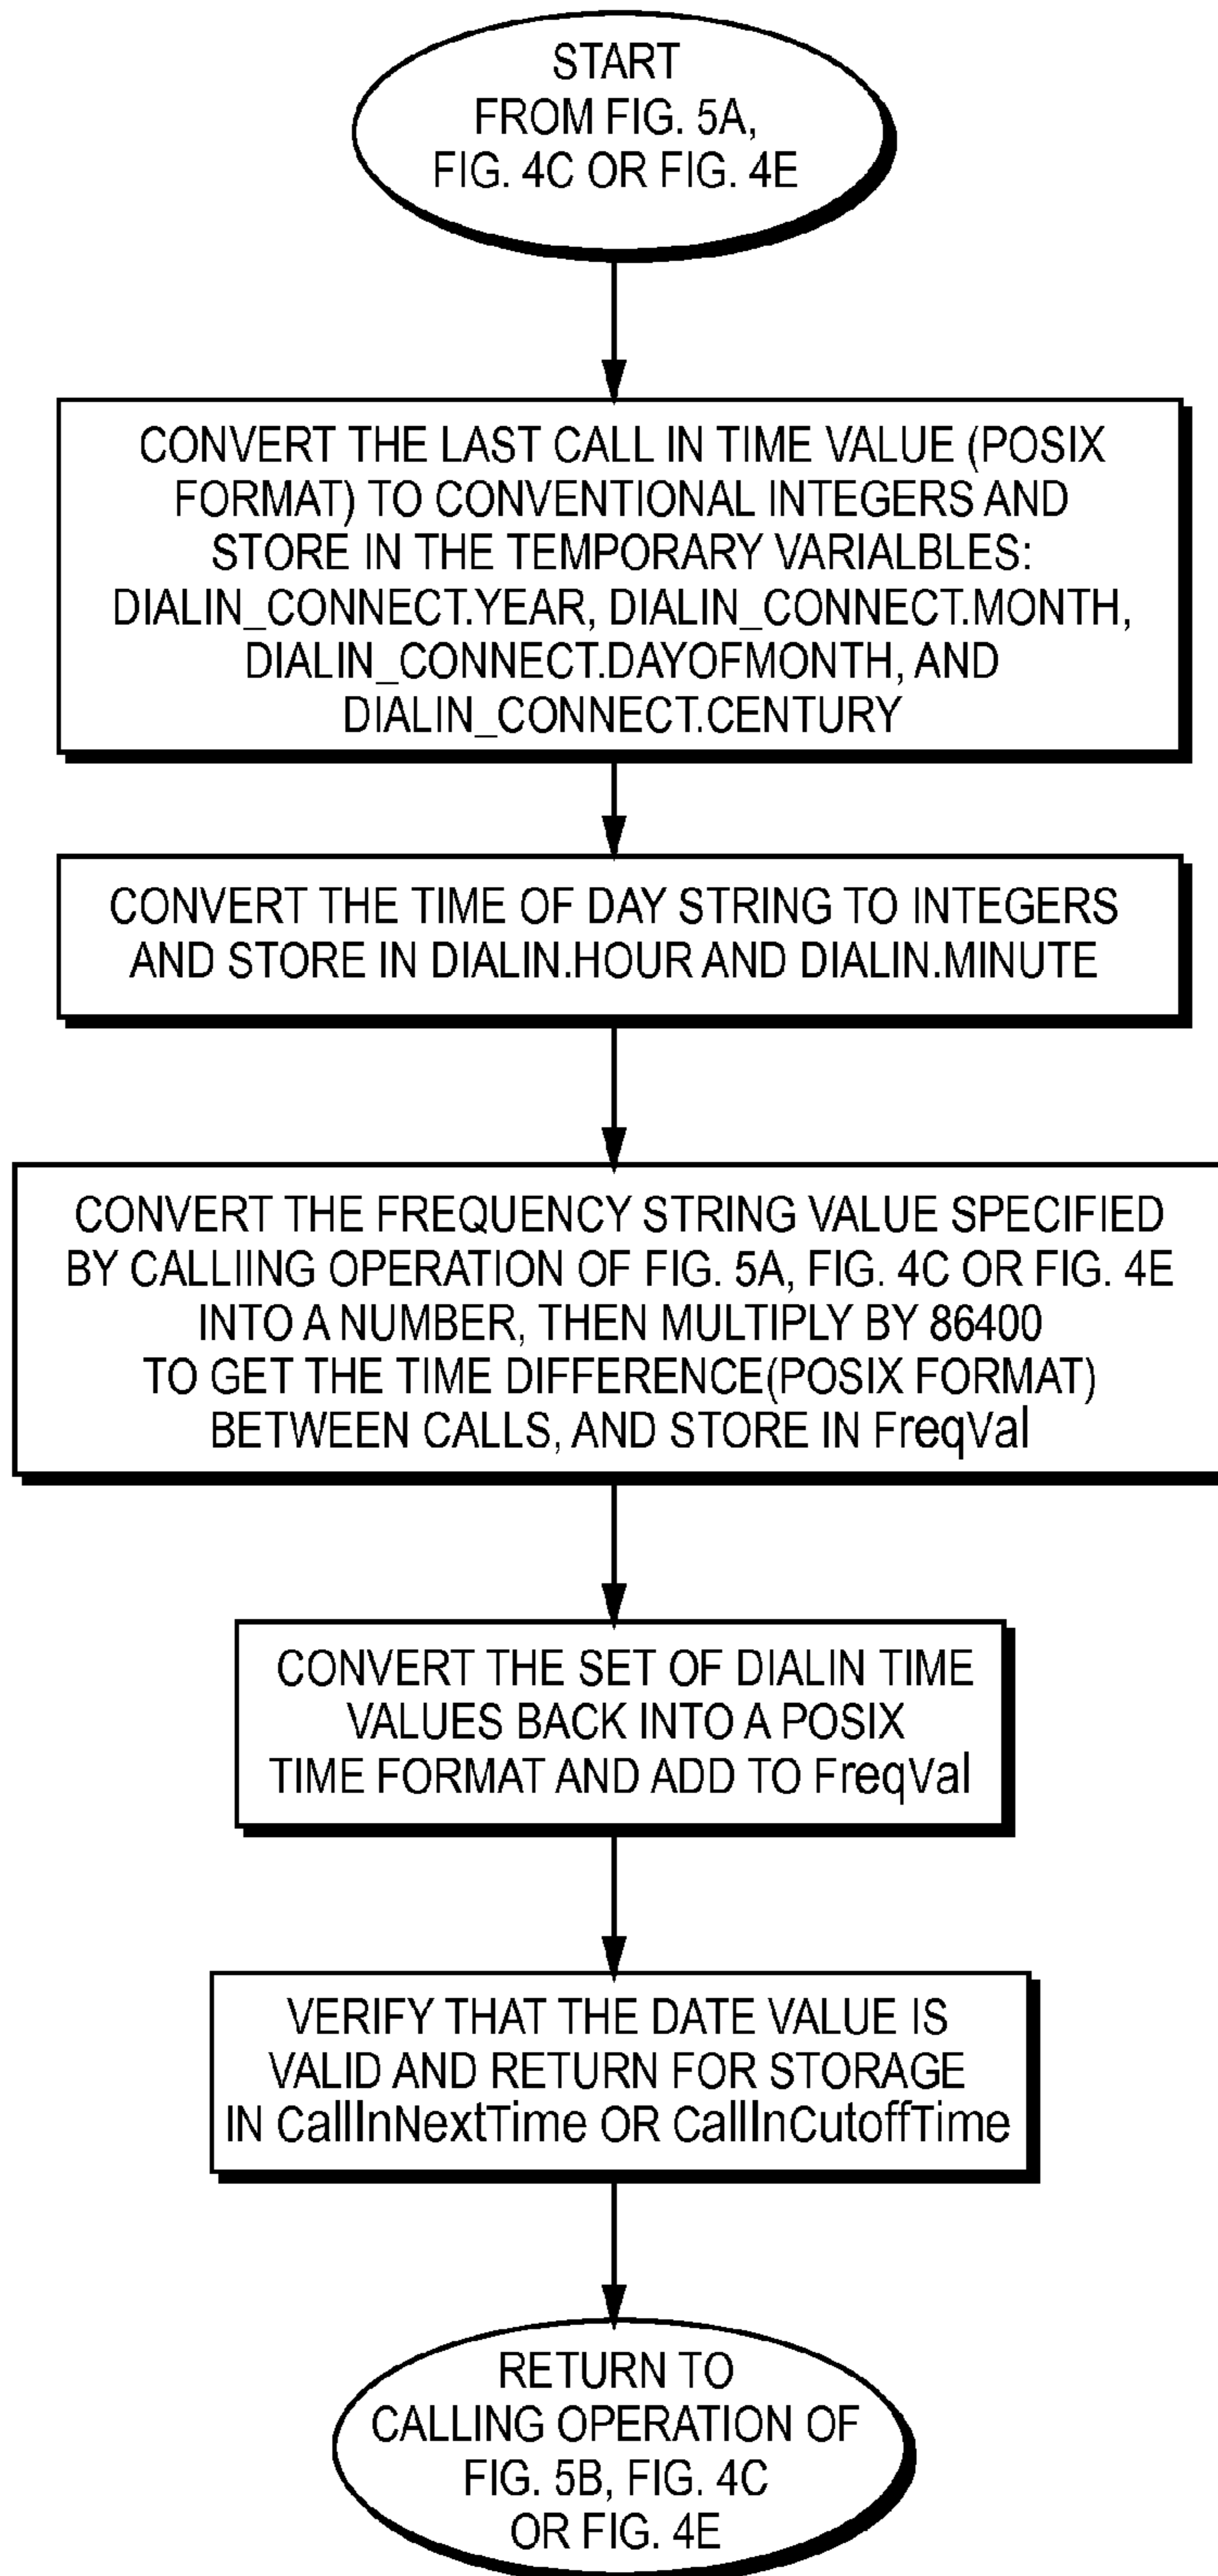 START
FROM FIG. 5A,
FIG. 4C OR FIG. 4E
CONVERT THE LAST CALL IN TIME VALUE (POSIX
FORMAT) TO CONVENTIONAL INTEGERS AND
STORE IN THE TEMPORARY VARIALBLES:
DIALIN_CONNECT.YEAR, DIALIN_CONNECT.MONTH,
DIALIN_CONNECT.DAYOFMONTH, AND
DIALIN_CONNECT.CENTURY
CONVERT THE TIME OF DAY STRING TO INTEGERS
AND STORE IN DIALIN.HOUR AND DIALIN.MINUTE
CONVERT THE FREQUENCY STRING VALUE SPECIFIED
BY CALLIING OPERATION OF FIG. 5A, FIG. 4C OR FIG. 4E
INTO A NUMBER, THEN MULTIPLY BY 86400
TO GET THE TIME DIFFERENCE(POSIX FORMAT)
BETWEEN CALLS, AND STORE IN FreqVal
CONVERT THE SET OF DIALIN TIME
VALUES BACK INTO A POSIX
TIME FORMAT AND ADD TO FreqVal
VERIFY THAT THE DATE VALUE IS
VALID AND RETURN FOR STORAGE
IN CallInNextTime OR CallInCutoffTime
RETURN TO
CALLING OPERATION OF
FIG. 5B, FIG. 4C
OR FIG. 4E